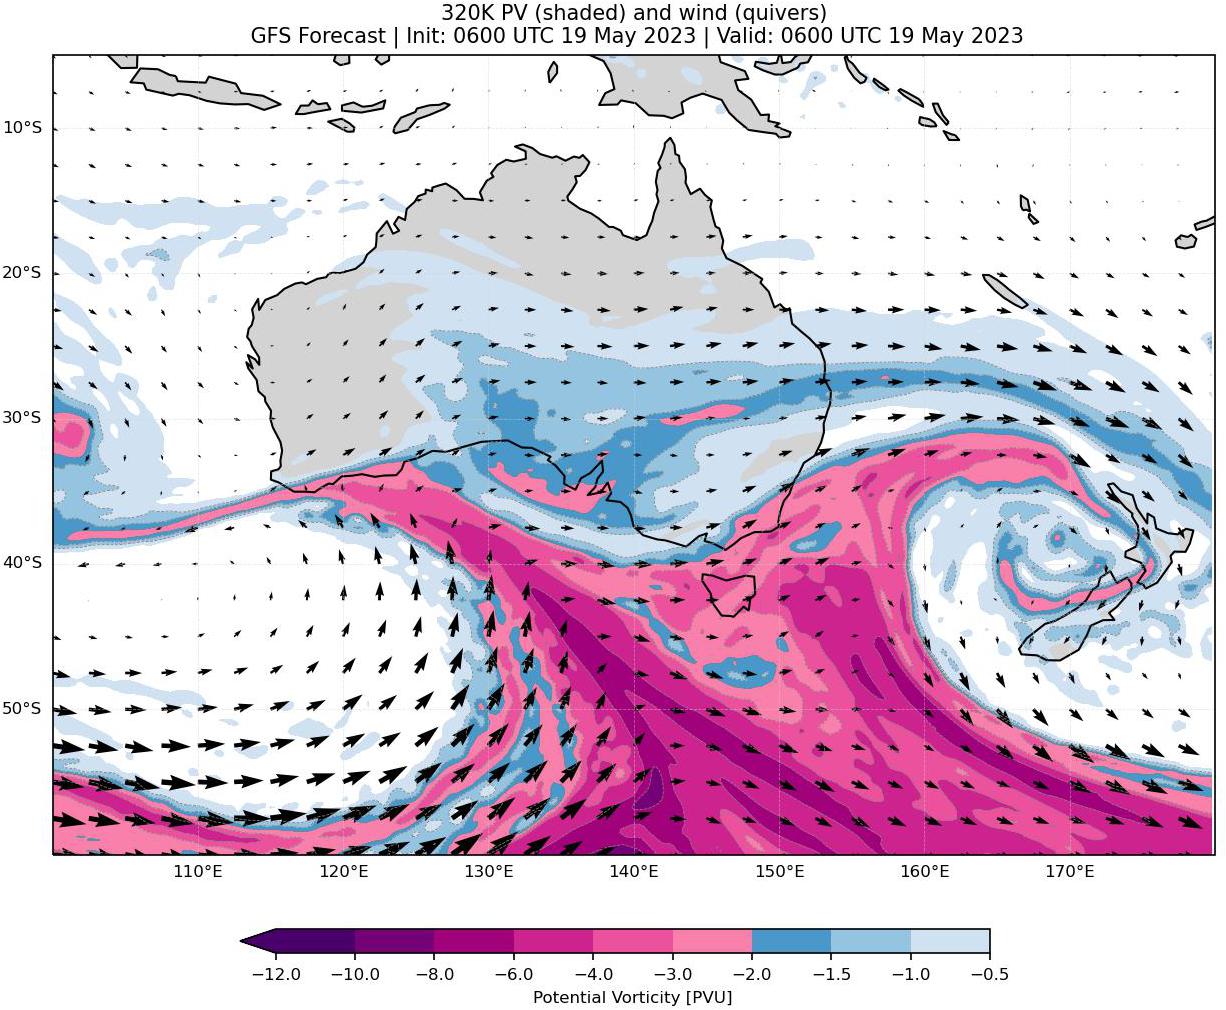 320K PV (shaded) and wind (quivers)
GFS Forecast | Init: 0600 UTC 19 May 2023 | Valid: 0600 UTC 19 May 2023
10°S
20°S
30°S
40°S
50°S
110°E 120°E 130°E 140°E 150°E 160°E 170°E
−12.0 −10.0 −8.0 −6.0 −4.0 −3.0 −2.0 −1.5 −1.0 −0.5
Potential Vorticity [PVU]